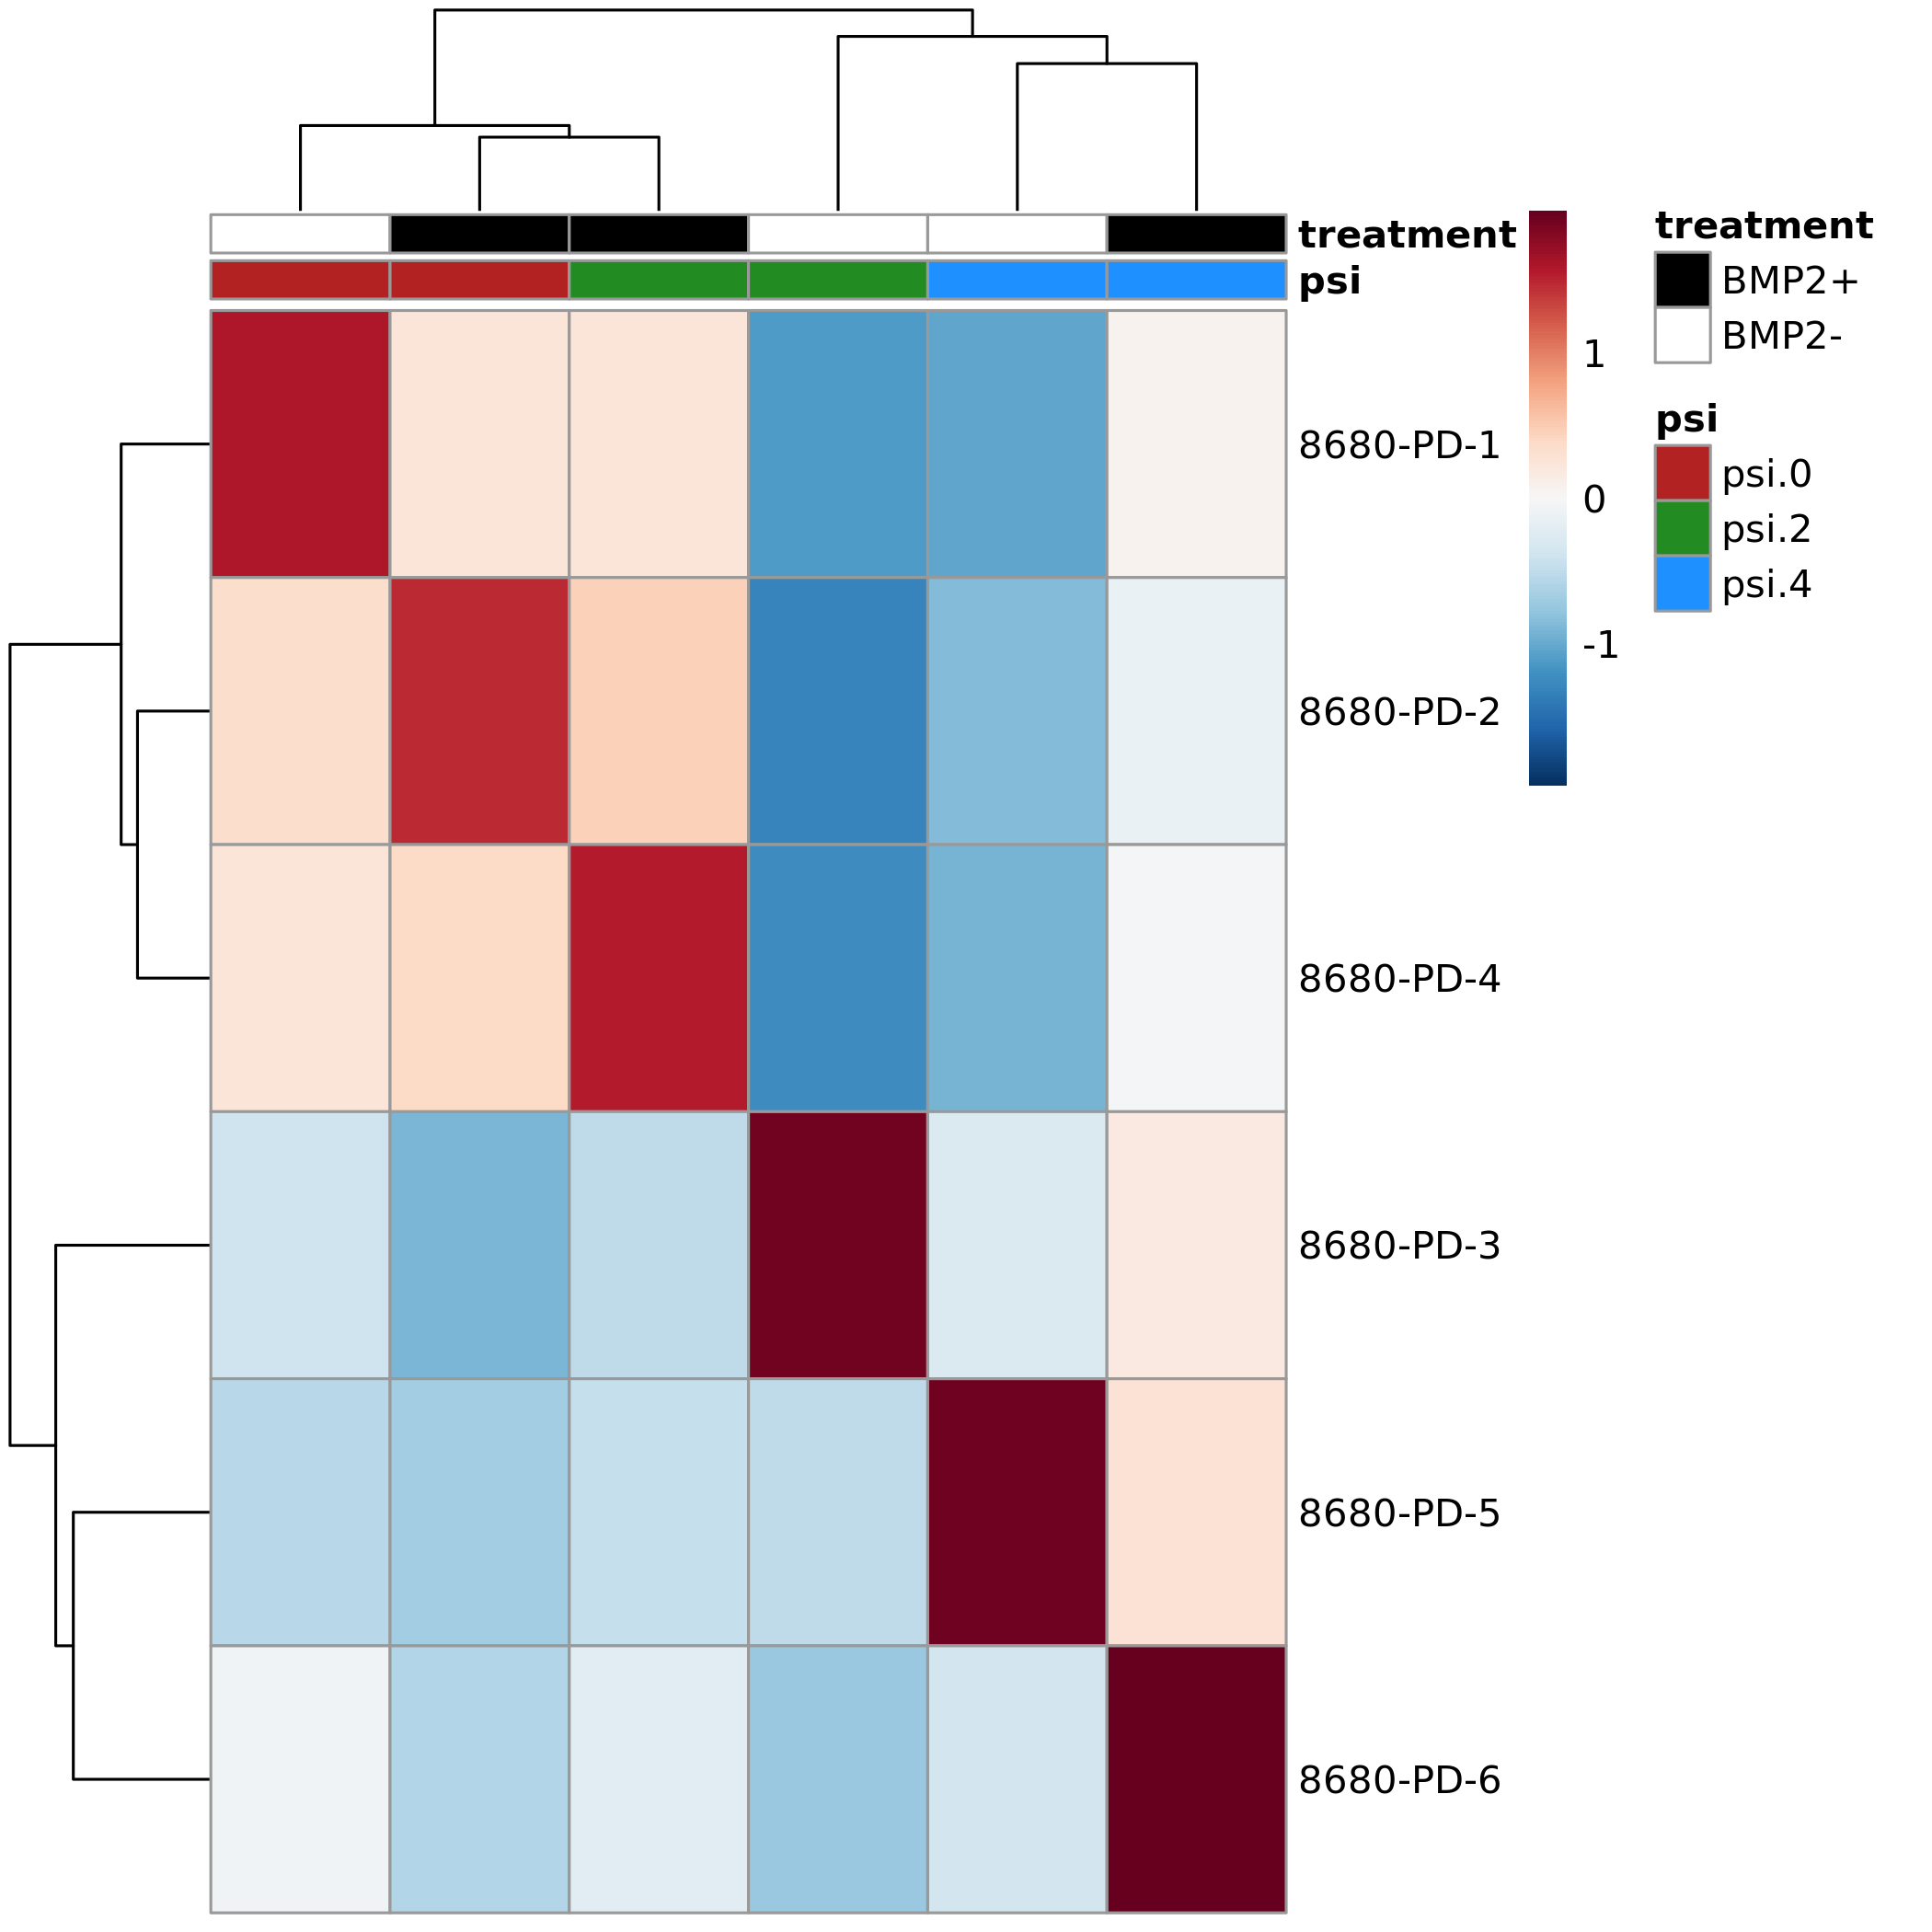 treatment
psi
8680-PD-1
8680-PD-2
8680-PD-4
8680-PD-3
8680-PD-5
8680-PD-6
1
0
-1
treatment
BMP2+
BMP2-
psi
psi.0
psi.2
psi.4